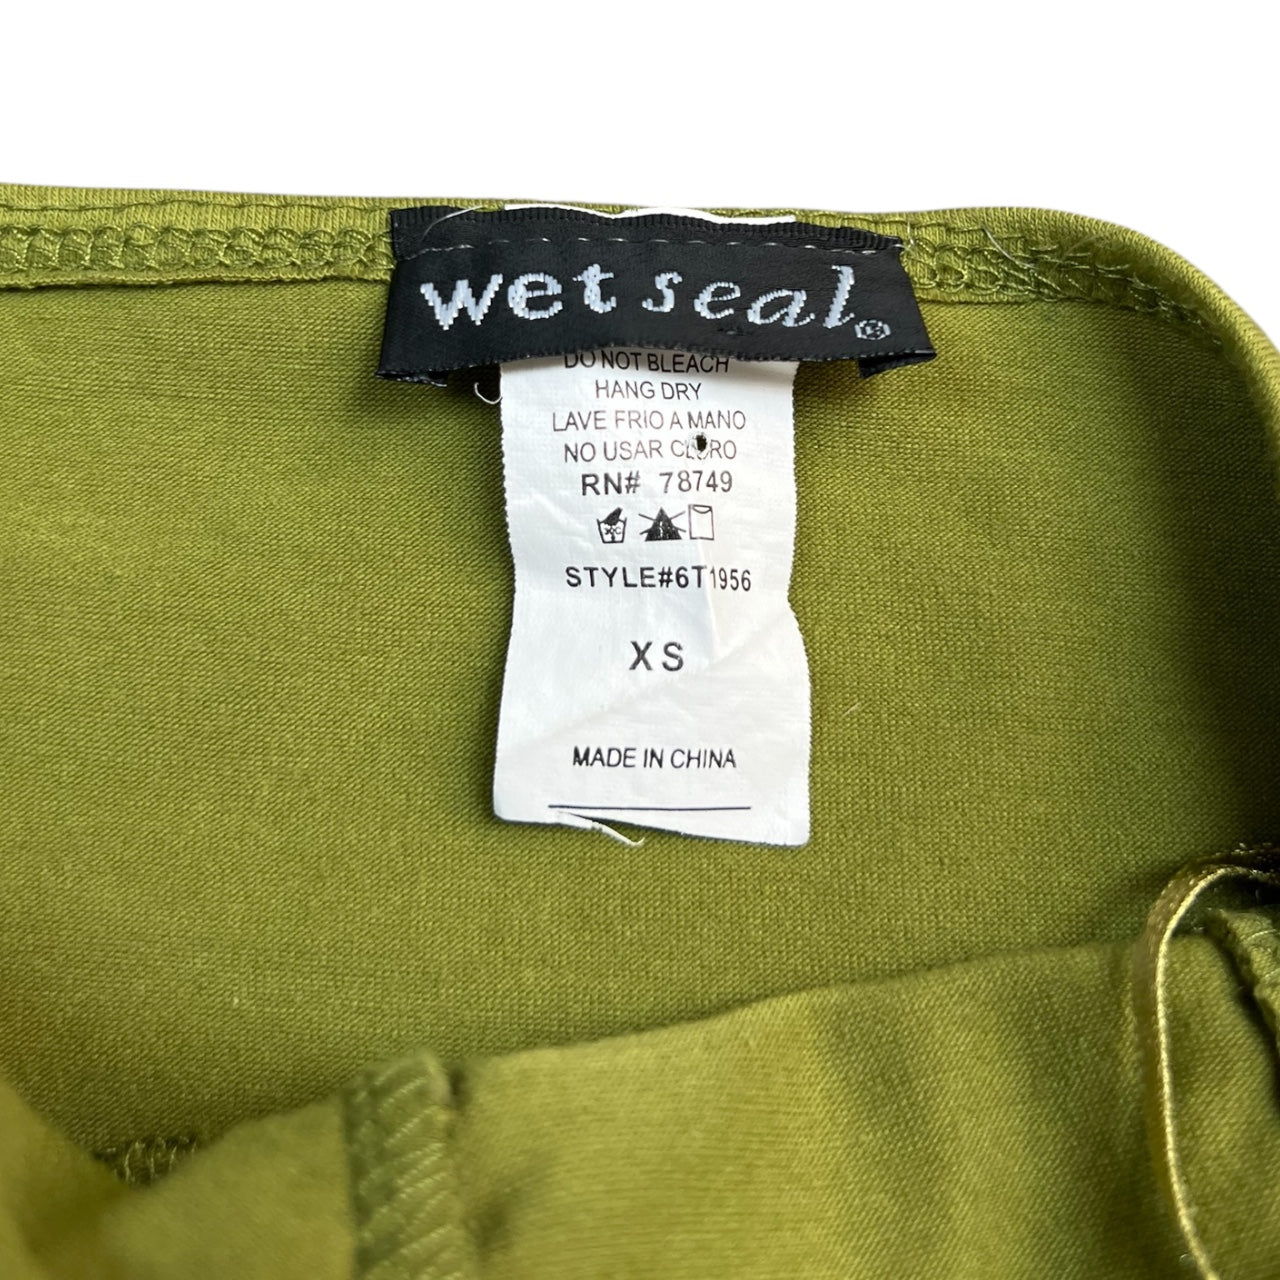 wet seal®
DO NOT BLEACH
HANG DRY
LAVE FRIO A MANO
NO USAR CLORO
RN# 78749
STYLE#6T1956
XS
MADE IN CHINA